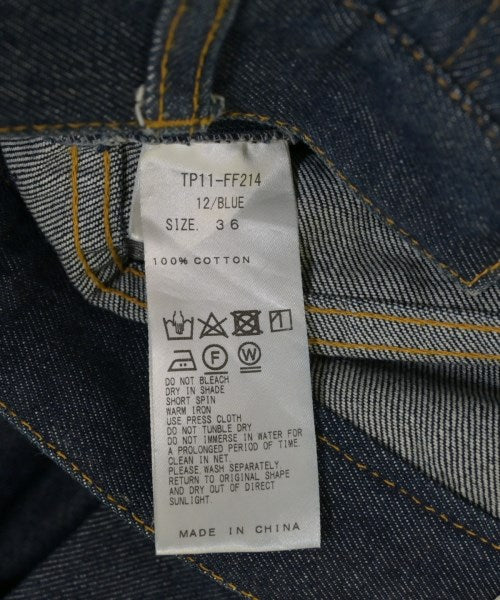 TP11-FF214
12/BLUE
SIZE. 36
100% COTTON
F W
DO NOT BLEACH
DRY IN SHADE
SHORT SPIN
WARM IRON
USE PRESS CLOTH
DO NOT TUMBLE DRY
DO NOT IMMERSE IN WATER FOR
A PROLONGED PERIOD OF TIME.
CLEAN IN NET.
PLEASE WASH SEPARATELY
RETURN TO ORIGINAL SHAPE
AND DRY OUT OF DIRECT
SUNLIGHT.
MADE IN CHINA